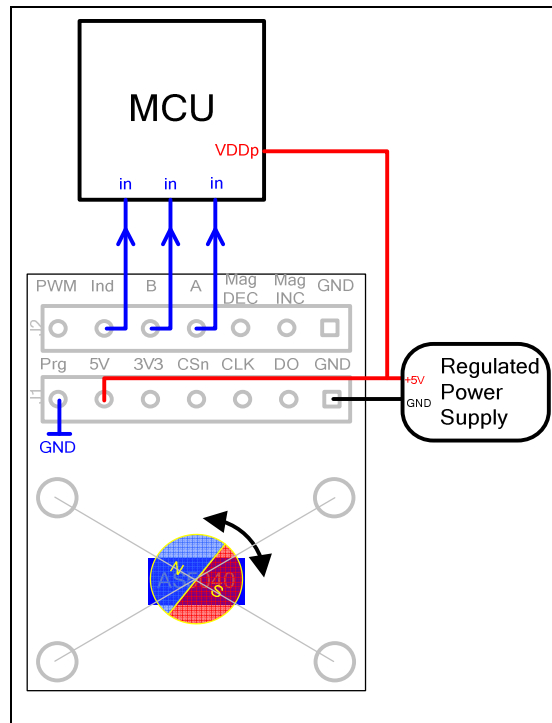 MCU
VDDp
in in in
PWM Ind B A Mag DEC Mag INC GND
J2
Prg 5V 3V3 CSn CLK DO GND
J1
GND
Regulated
Power
Supply
+5V
GND
N
AS5040
S